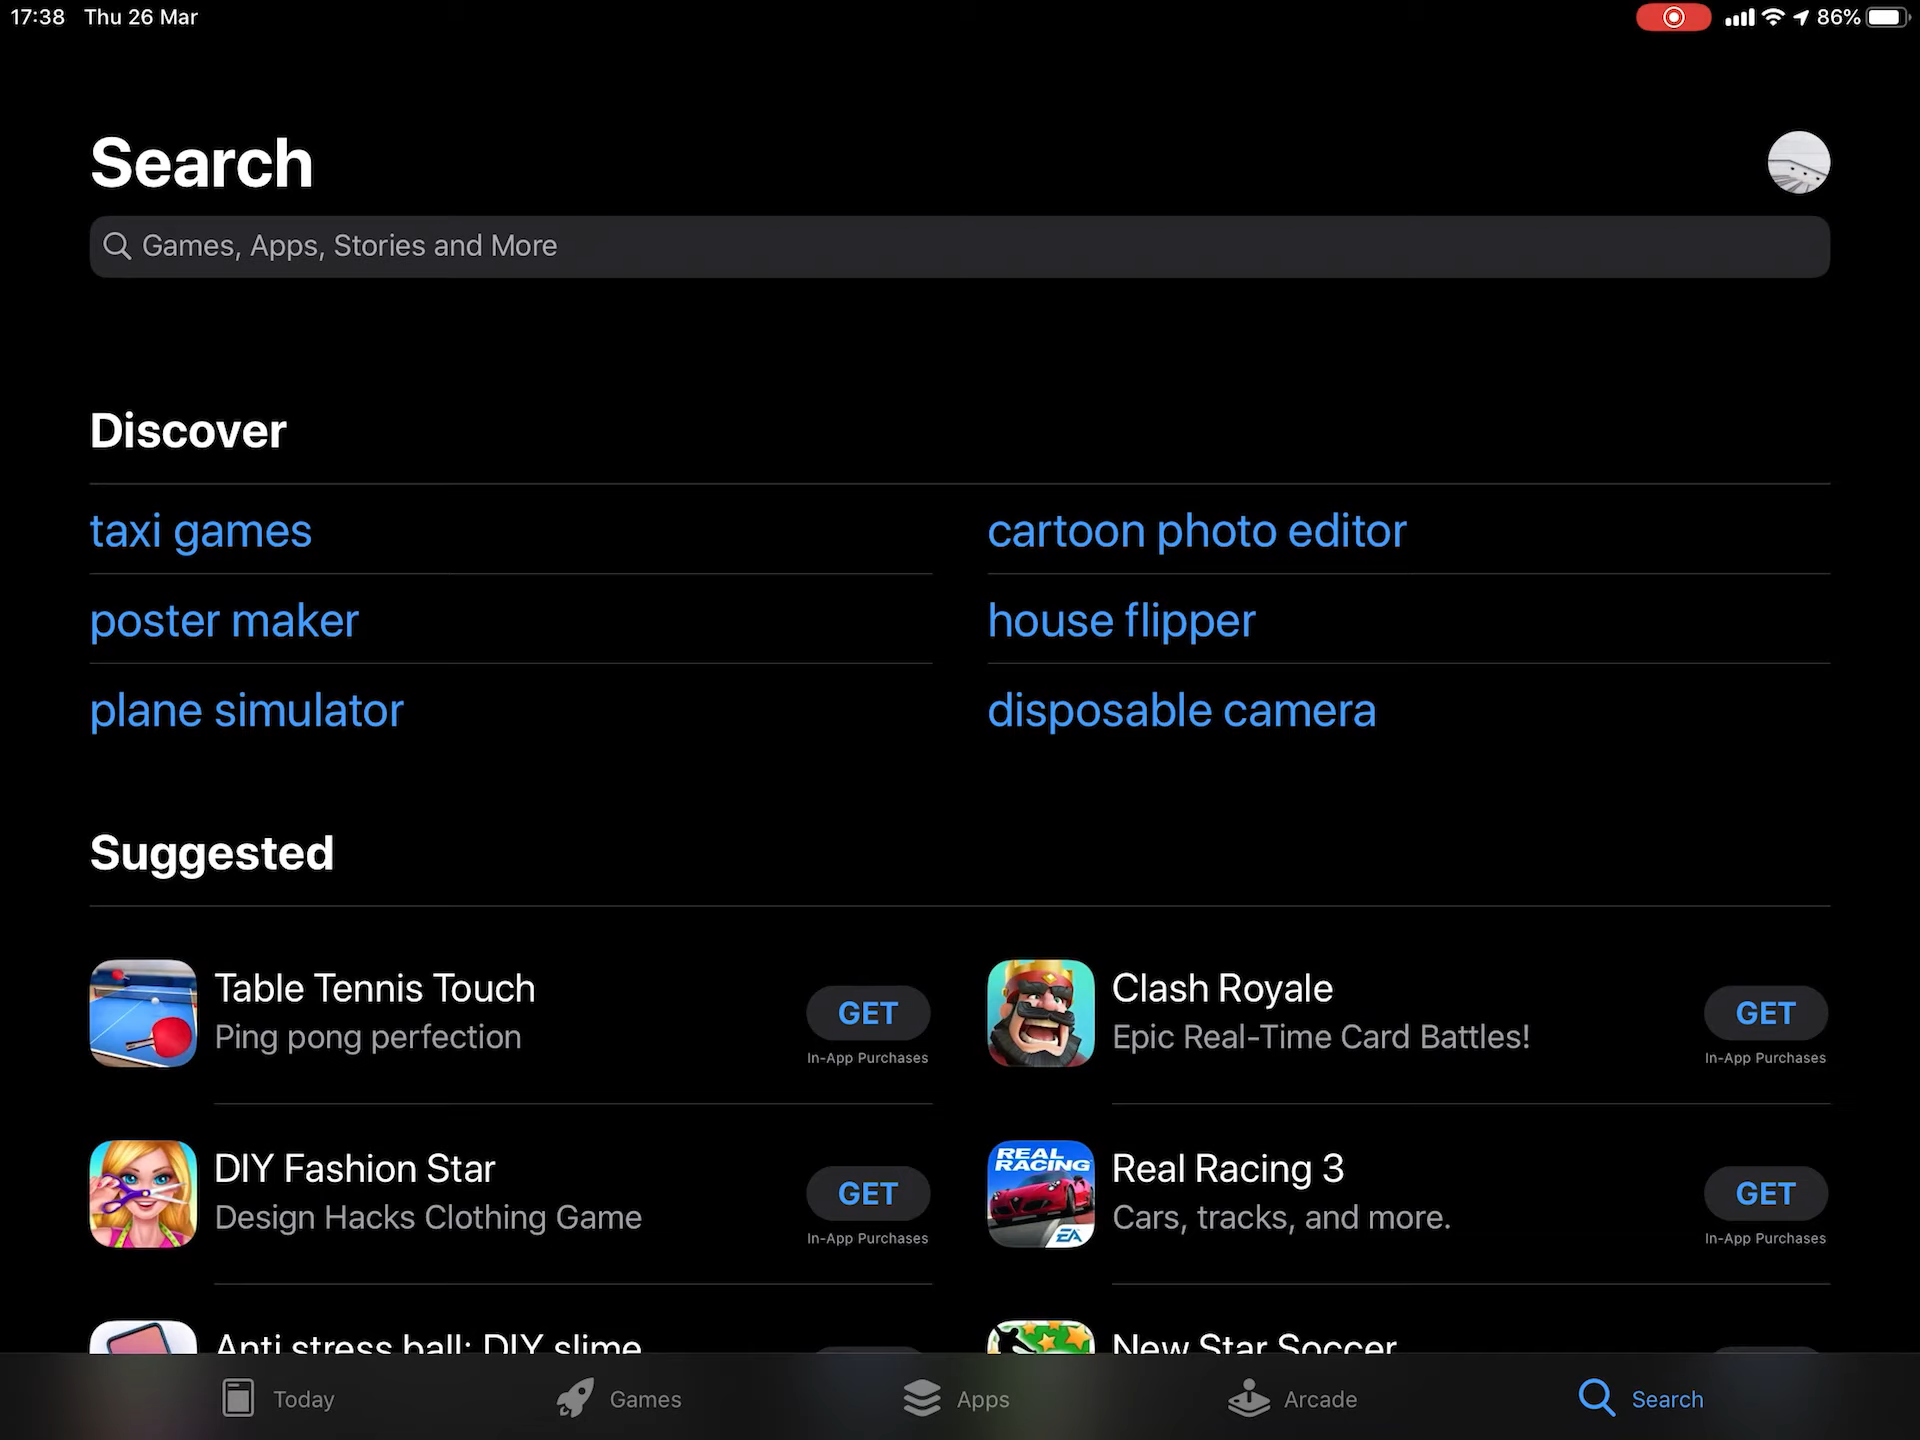 17:38 Thu 26 Mar
86%
Search
Games, Apps, Stories and More
Discover
taxi games
cartoon photo editor
poster maker
house flipper
plane simulator
disposable camera
Suggested
Table Tennis Touch
Ping pong perfection
GET
In-App Purchases
Clash Royale
Epic Real-Time Card Battles!
GET
In-App Purchases
DIY Fashion Star
Design Hacks Clothing Game
GET
In-App Purchases
REAL
RACING
EA
Real Racing 3
Cars, tracks, and more.
GET
In-App Purchases
Anti stress ball: DIY slime
New Star Soccer
Today
Games
Apps
Arcade
Search